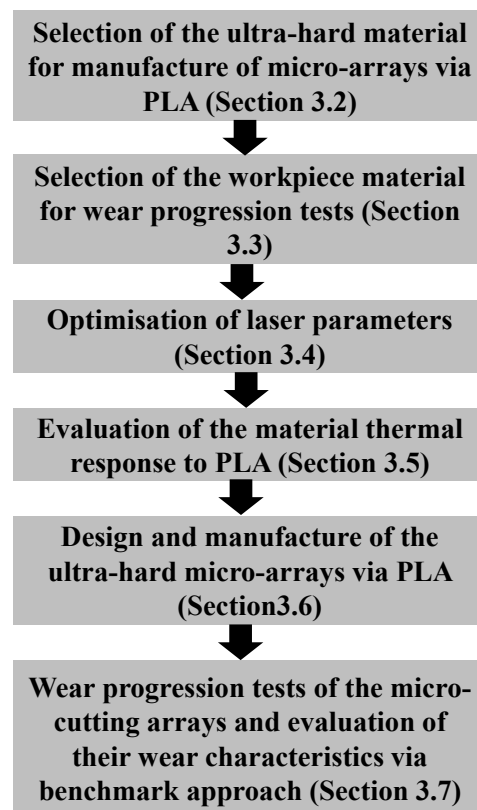 Selection of the ultra-hard material
for manufacture of micro-arrays via
PLA (Section 3.2)
Selection of the workpiece material
for wear progression tests (Section
3.3)
Optimisation of laser parameters
(Section 3.4)
Evaluation of the material thermal
response to PLA (Section 3.5)
Design and manufacture of the
ultra-hard micro-arrays via PLA
(Section3.6)
Wear progression tests of the micro-
cutting arrays and evaluation of
their wear characteristics via
benchmark approach (Section 3.7)